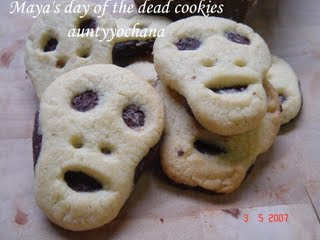 Maya's day of the dead cookies
auntyyochana
3 5 2007